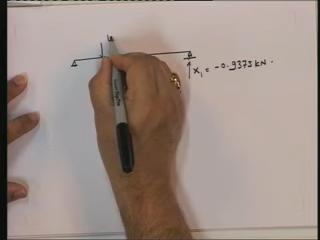 X₁ = -0.9375 KN.